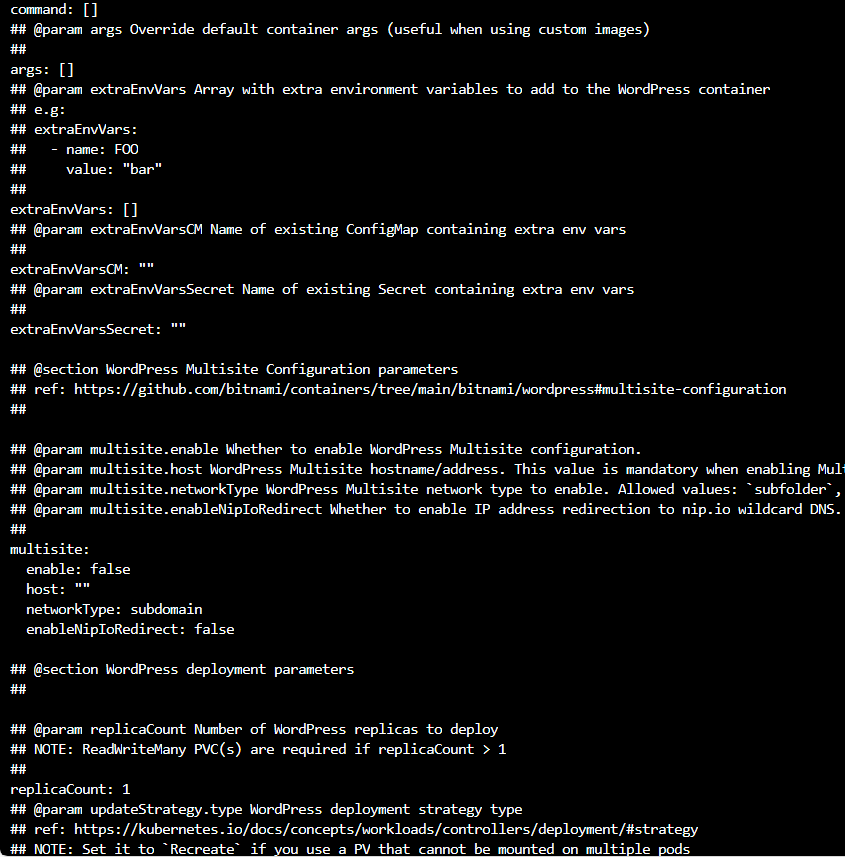 command: []
## @param args Override default container args (useful when using custom images)
##
args: []
## @param extraEnvVars Array with extra environment variables to add to the WordPress container
## e.g:
## extraEnvVars:
##   - name: FOO
##     value: "bar"
##
extraEnvVars: []
## @param extraEnvVarsCM Name of existing ConfigMap containing extra env vars
##
extraEnvVarsCM: ""
## @param extraEnvVarsSecret Name of existing Secret containing extra env vars
##
extraEnvVarsSecret: ""

## @section WordPress Multisite Configuration parameters
## ref: https://github.com/bitnami/containers/tree/main/bitnami/wordpress#multisite-configuration
##

## @param multisite.enable Whether to enable WordPress Multisite configuration.
## @param multisite.host WordPress Multisite hostname/address. This value is mandatory when enabling Mul
## @param multisite.networkType WordPress Multisite network type to enable. Allowed values: `subfolder`,
## @param multisite.enableNipIoRedirect Whether to enable IP address redirection to nip.io wildcard DNS.
##
multisite:
  enable: false
  host: ""
  networkType: subdomain
  enableNipIoRedirect: false

## @section WordPress deployment parameters
##

## @param replicaCount Number of WordPress replicas to deploy
## NOTE: ReadWriteMany PVC(s) are required if replicaCount > 1
##
replicaCount: 1
## @param updateStrategy.type WordPress deployment strategy type
## ref: https://kubernetes.io/docs/concepts/workloads/controllers/deployment/#strategy
## NOTE: Set it to `Recreate` if you use a PV that cannot be mounted on multiple pods